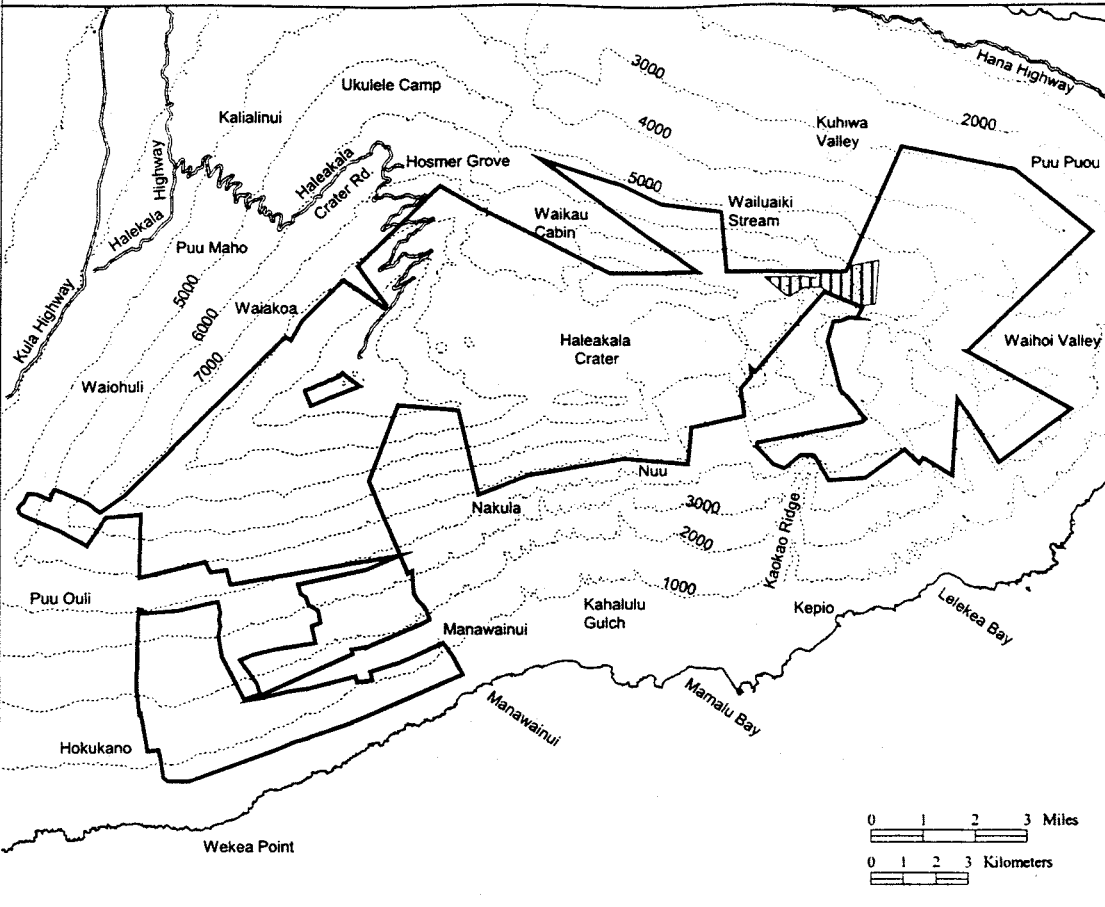 Hana Highway
3000
Ukulele Camp
Kalialinui
4000
Kuhiwa
Valley
2000
Highway
Haleakala
Crater Rd.
Hosmer Grove
Puu Puou
5000
Waikau
Cabin
Wailuaiki
Stream
Halekala
Puu Maho
5000
Kula Highway
Waiakoa
6000
Haleakala
Crater
Waihoi Valley
7000
Waiohuli
Nuu
Nakula
3000
2000
Kaokao Ridge
1000
Puu Ouli
Kahalulu
Gulch
Kepio
Lelekea Bay
Manawainui
Mamalu Bay
Manawainui
Hokukano
Wekea Point
0 1 2 3 Miles
0 1 2 3 Kilometers